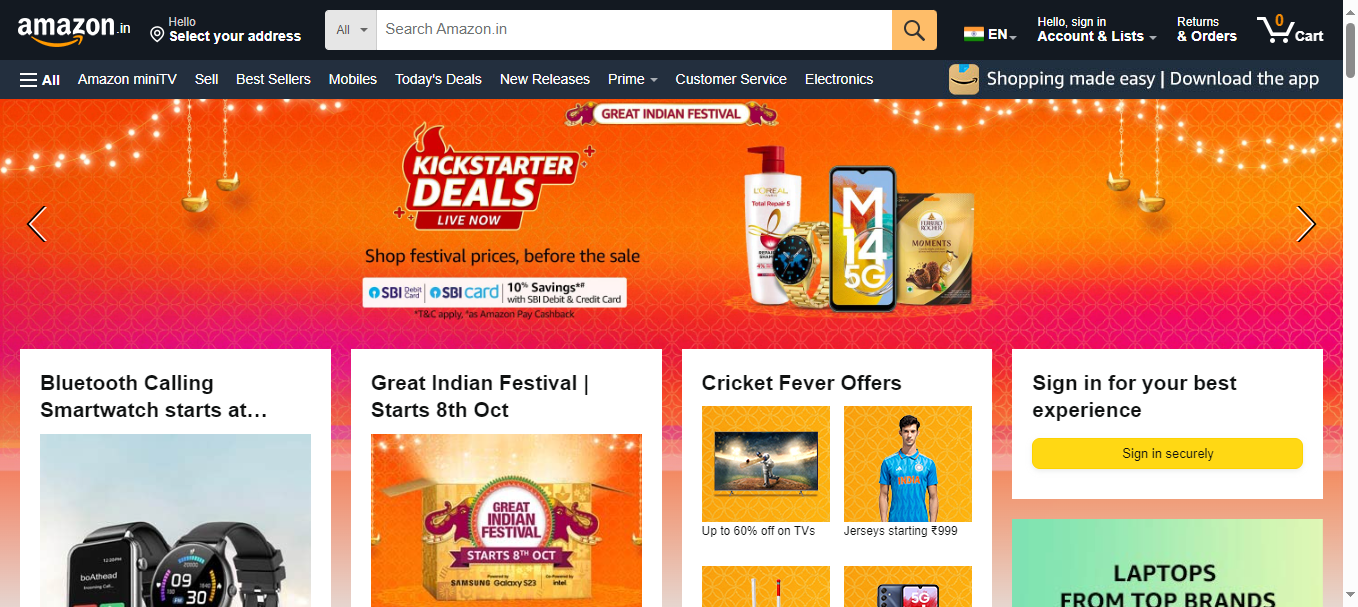 amazon.in
Hello
Select your address
All
Search Amazon.in
EN
Hello, sign in
Account & Lists
Returns
& Orders
0
Cart
All
Amazon miniTV
Sell
Best Sellers
Mobiles
Today's Deals
New Releases
Prime
Customer Service
Electronics
Shopping made easy | Download the app
GREAT INDIAN FESTIVAL
KICKSTARTER
DEALS
LIVE NOW
Shop festival prices, before the sale
SBI Debit Card
SBI card
10% Savings*#
with SBI Debit & Credit Card
*T&C apply, #as Amazon Pay Cashback
L'ORÉAL
Total Repair 5
M
14
5G
FERRERO
ROCHER
MOMENTS
Bluetooth Calling
Smartwatch starts at…
boAthead
Incoming Call...
09
30
Great Indian Festival |
Starts 8th Oct
GREAT
INDIAN
FESTIVAL
STARTS 8TH OCT
Powered by
SAMSUNG Galaxy S23
Co-Powered by
intel
Cricket Fever Offers
INDIA
Up to 60% off on TVs
Jerseys starting ₹999
5G
Sign in for your best
experience
Sign in securely
LAPTOPS
FROM TOP BRANDS